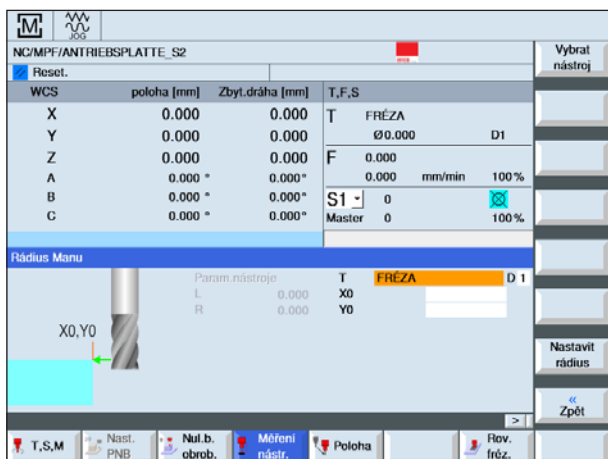 M
JOG
NC/MPF/ANTRIEBSPLATTE_S2
Vybrat
nástroj
Reset.
WCS poloha [mm] Zbyt.dráha [mm] T,F,S
X 0.000 0.000 T FRÉZA
Y 0.000 0.000 Ø0.000 D1
Z 0.000 0.000 F 0.000
A 0.000 ° 0.000° 0.000 mm/min 100%
B 0.000 ° 0.000° S1 0
C 0.000 ° 0.000° Master 0 100%
Rádius Manu
Param.nástroje T FRÉZA D 1
L 0.000 X0
R 0.000 Y0
X0,Y0
Nastavit
rádius
«
Zpět
>
T,S,M
Nast.
PNB
Nul.b.
obrob.
Měření
nástr.
Poloha
Rov.
fréz.